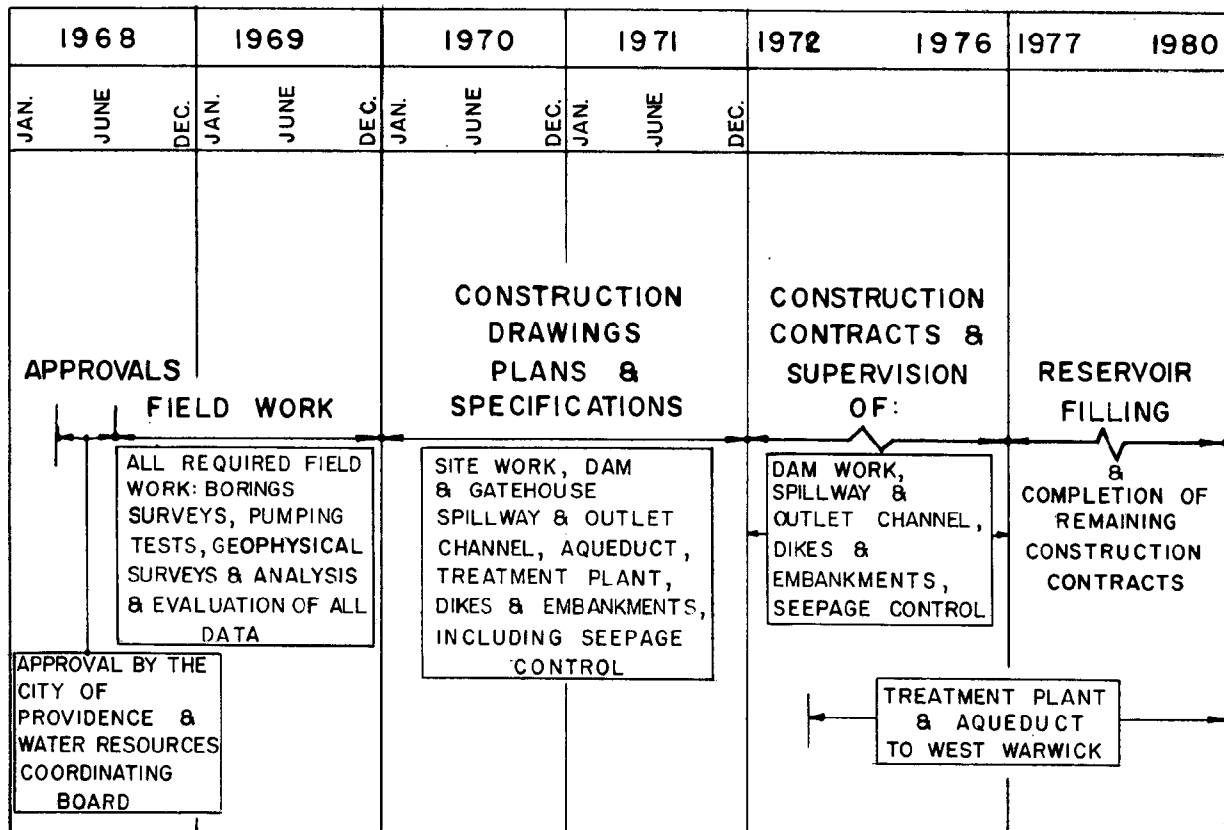 1968 1969 1970 1971 1972 1976 1977 1980
JAN. JUNE DEC. JAN. JUNE DEC. JAN. JUNE DEC. JAN. JUNE DEC.
APPROVALS
FIELD WORK
ALL REQUIRED FIELD
WORK: BORINGS
SURVEYS, PUMPING
TESTS, GEOPHYSICAL
SURVEYS & ANALYSIS
& EVALUATION OF ALL
DATA
APPROVAL BY THE
CITY OF
PROVIDENCE &
WATER RESOURCES
COORDINATING
BOARD
CONSTRUCTION
DRAWINGS
PLANS &
SPECIFICATIONS
SITE WORK, DAM
& GATEHOUSE
SPILLWAY & OUTLET
CHANNEL, AQUEDUCT,
TREATMENT PLANT,
DIKES & EMBANKMENTS,
INCLUDING SEEPAGE
CONTROL
CONSTRUCTION
CONTRACTS &
SUPERVISION
OF:
DAM WORK,
SPILLWAY &
OUTLET CHANNEL,
DIKES &
EMBANKMENTS,
SEEPAGE CONTROL
RESERVOIR
FILLING
&
COMPLETION OF
REMAINING
CONSTRUCTION
CONTRACTS
TREATMENT PLANT
& AQUEDUCT
TO WEST WARWICK